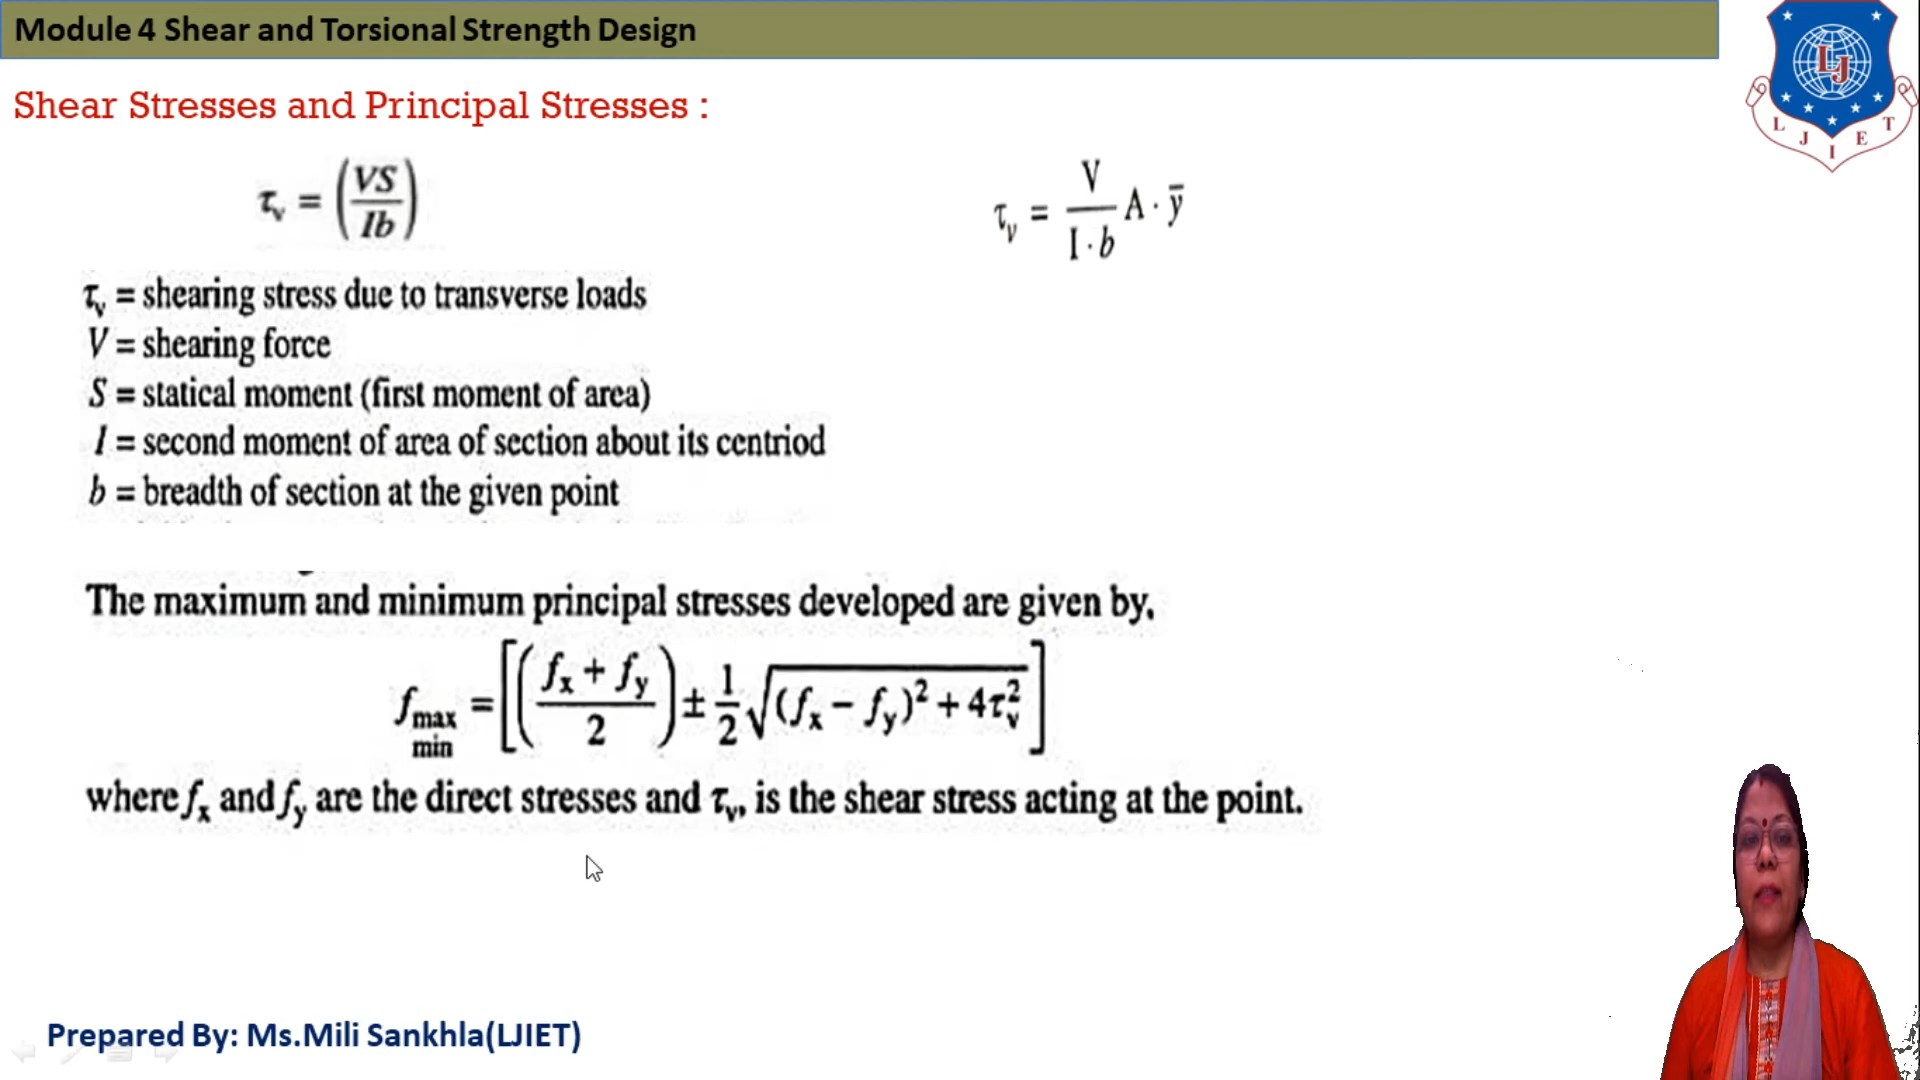 Module 4 Shear and Torsional Strength Design
L J I E T
LJ
Shear Stresses and Principal Stresses :
τᵥ = (VS / Ib)
τᵥ = V / I · b A · ȳ
τᵥ = shearing stress due to transverse loads
V = shearing force
S = statical moment (first moment of area)
I = second moment of area of section about its centriod
b = breadth of section at the given point
The maximum and minimum principal stresses developed are given by,
f max min = [((fx + fy) / 2) ± 1/2 √((fx − fy)² + 4τᵥ²)]
where fx and fy are the direct stresses and τᵥ, is the shear stress acting at the point.
Prepared By: Ms.Mili Sankhla(LJIET)